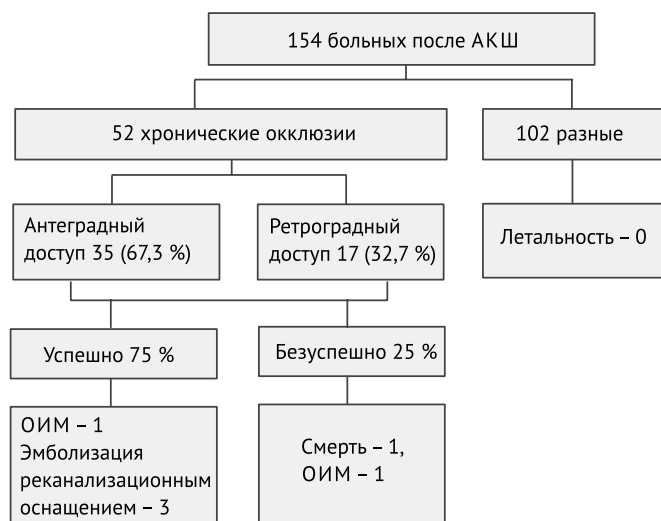 154 больных после АКШ
52 хронические окклюзии
102 разные
Антеградный
доступ 35 (67,3 %)
Ретроградный
доступ 17 (32,7 %)
Летальность – 0
Успешно 75 %
Безуспешно 25 %
ОИМ – 1
Эмболизация
реканализационным
оснащением – 3
Смерть – 1,
ОИМ – 1